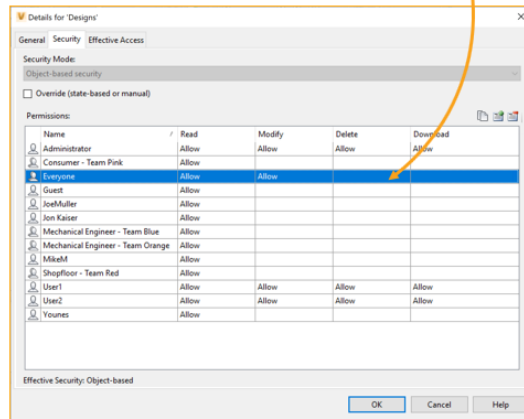 Details for 'Designs'
General Security Effective Access
Security Mode:
Object-based security
Override (state-based or manual)
Permissions:
Name / Read Modify Delete Download
Administrator Allow Allow Allow Allow
Consumer - Team Pink Allow
Everyone Allow Allow
Guest Allow
JoeMuller Allow
Jon Kaiser Allow
Mechanical Engineer - Team Blue Allow
Mechanical Engineer - Team Orange Allow
MikeM Allow
Shopfloor - Team Red Allow
User1 Allow Allow Allow Allow
User2 Allow Allow Allow Allow
Younes Allow
Effective Security: Object-based
OK Cancel Help